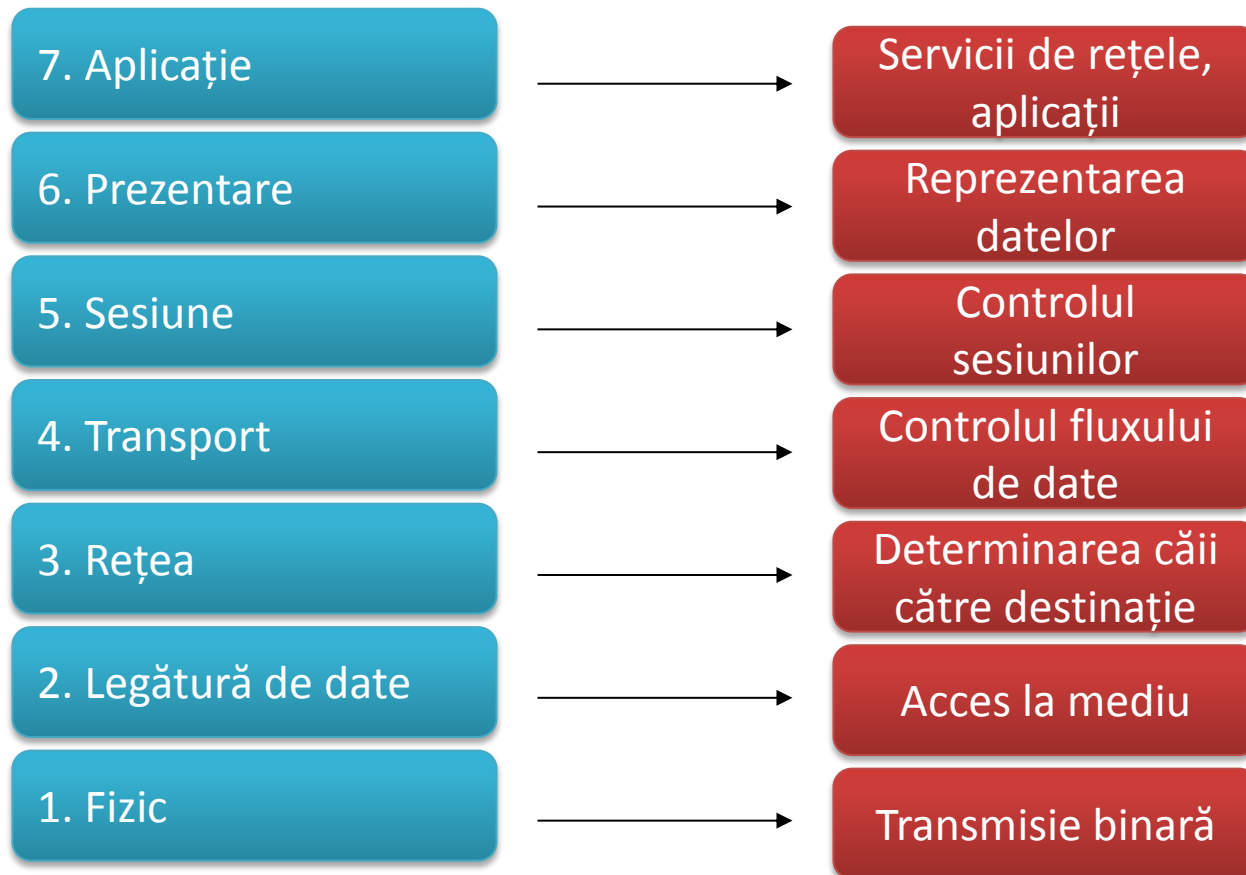 7. Aplicație
Servicii de rețele,
aplicații
6. Prezentare
Reprezentarea
datelor
5. Sesiune
Controlul
sesiunilor
4. Transport
Controlul fluxului
de date
3. Rețea
Determinarea căii
către destinație
2. Legătură de date
Acces la mediu
1. Fizic
Transmisie binară